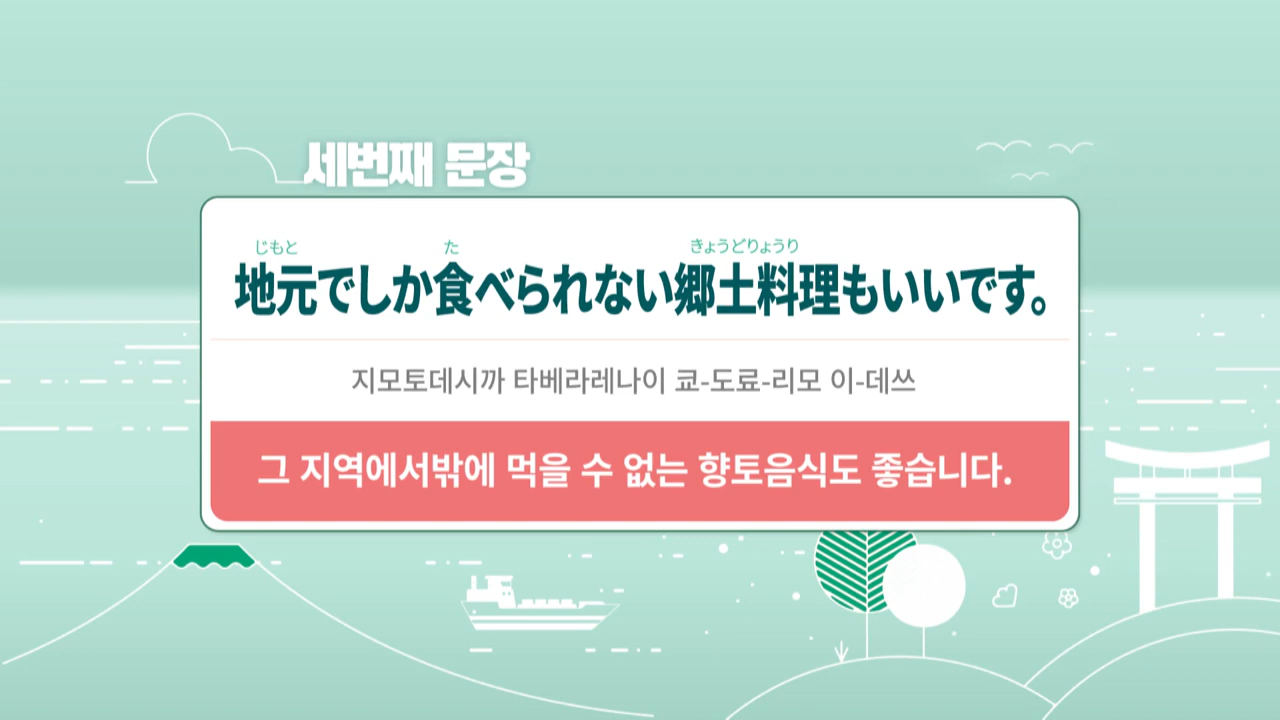 세번째 문장
じもと た きょうどりょうり
地元でしか食べられない郷土料理もいいです。
지모토데시까 타베라레나이 쿄-도료-리모 이-데쓰
그 지역에서밖에 먹을 수 없는 향토음식도 좋습니다.